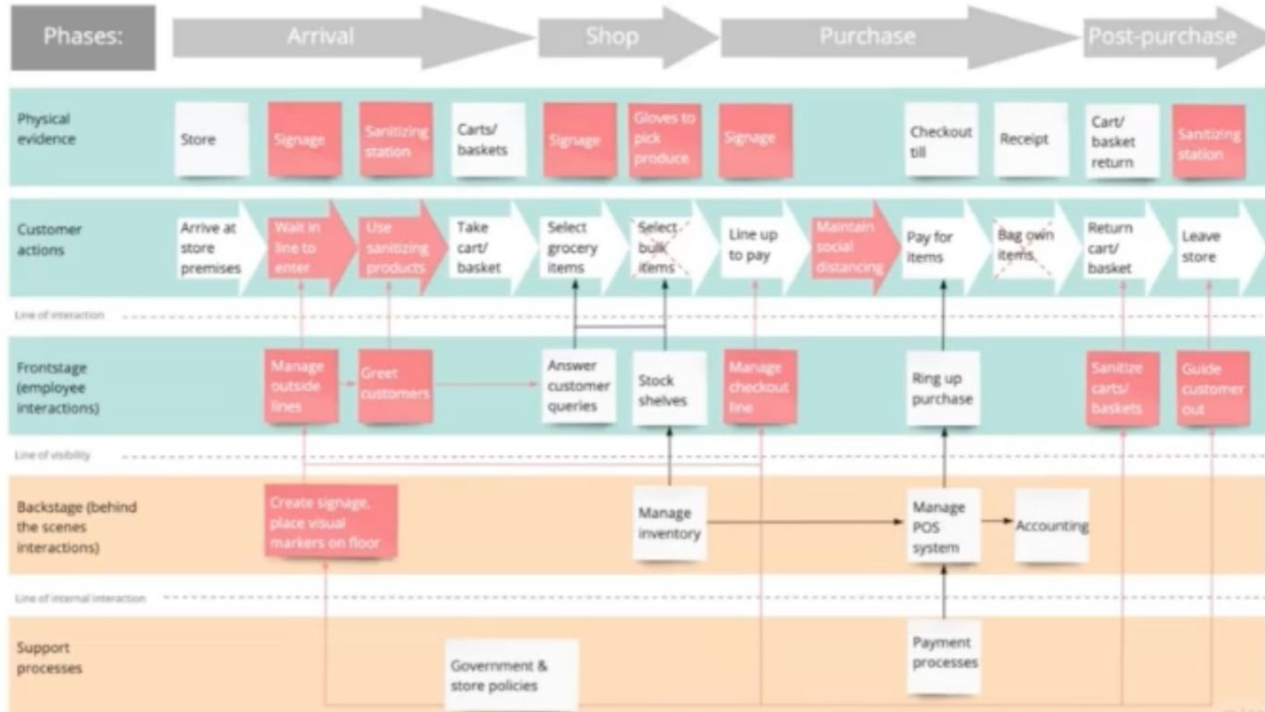 Phases:
Arrival
Shop
Purchase
Post-purchase
Physical
evidence
Store
Signage
Sanitizing
station
Carts/
baskets
Signage
Gloves to
pick
produce
Signage
Checkout
till
Receipt
Cart/
basket
return
Sanitizing
station
Customer
actions
Arrive at
store
premises
Wait in
line to
enter
Use
sanitizing
products
Take
cart/
basket
Select
grocery
items
Select
bulk
items
Line up
to pay
Maintain
social
distancing
Pay for
items
Bag own
items
Return
cart/
basket
Leave
store
Line of interaction
Frontstage
(employee
interactions)
Manage
outside
lines
Greet
customers
Answer
customer
queries
Stock
shelves
Manage
checkout
line
Ring up
purchase
Sanitize
carts/
baskets
Guide
customer
out
Line of visibility
Backstage (behind
the scenes
interactions)
Create signage,
place visual
markers on floor
Manage
inventory
Manage
POS
system
Accounting
Line of internal interaction
Support
processes
Government &
store policies
Payment
processes